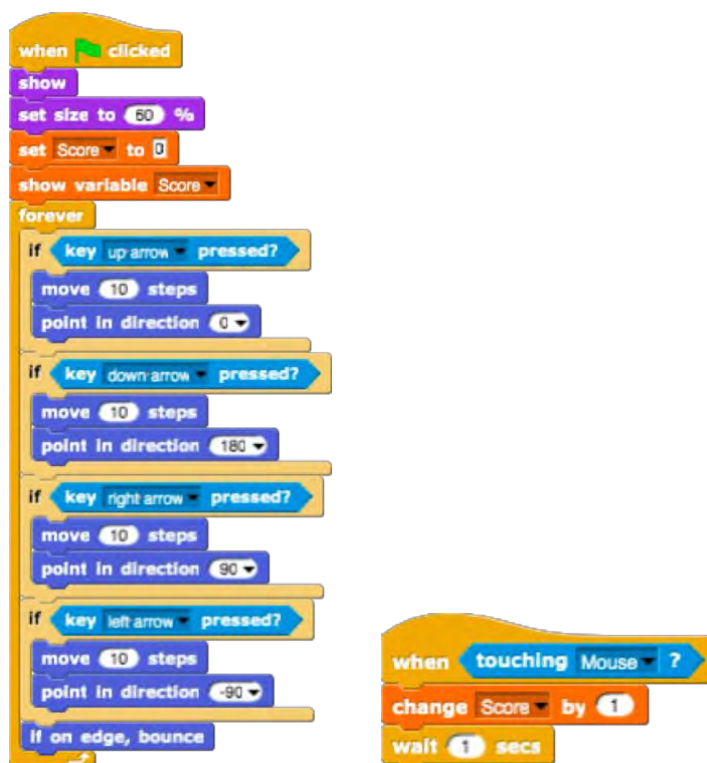 when clicked
show
set size to 60 %
set Score to 0
show variable Score
forever
if key up arrow pressed?
move 10 steps
point in direction 0
if key down arrow pressed?
move 10 steps
point in direction 180
if key right arrow pressed?
move 10 steps
point in direction 90
if key left arrow pressed?
move 10 steps
point in direction -90
if on edge, bounce
when touching Mouse ?
change Score by 1
wait 1 secs